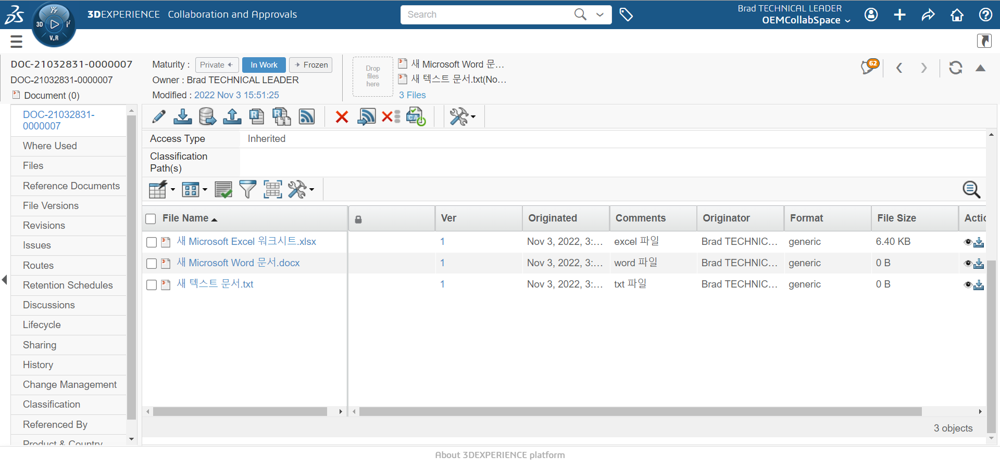 3DEXPERIENCE Collaboration and Approvals
3D
V.R
Search
Brad TECHNICAL LEADER
OEMCollabSpace
DOC-21032831-0000007
DOC-21032831-0000007
Document (0)
Maturity : Private In Work Frozen
Owner : Brad TECHNICAL LEADER
Modified : 2022 Nov 3 15:51:25
Drop
files
here
새 Microsoft Word 문...
새 텍스트 문서.txt(No...
3 Files
62
DOC-21032831-
0000007
Where Used
Files
Reference Documents
File Versions
Revisions
Issues
Routes
Retention Schedules
Discussions
Lifecycle
Sharing
History
Change Management
Classification
Referenced By
Product & Country
Access Type Inherited
Classification
Path(s)
File Name Ver Originated Comments Originator Format File Size Actic
새 Microsoft Excel 워크시트.xlsx 1 Nov 3, 2022, 3:... excel 파일 Brad TECHNIC... generic 6.40 KB
새 Microsoft Word 문서.docx 1 Nov 3, 2022, 3:... word 파일 Brad TECHNIC... generic 0 B
새 텍스트 문서.txt 1 Nov 3, 2022, 3:... txt 파일 Brad TECHNIC... generic 0 B
3 objects
About 3DEXPERIENCE platform